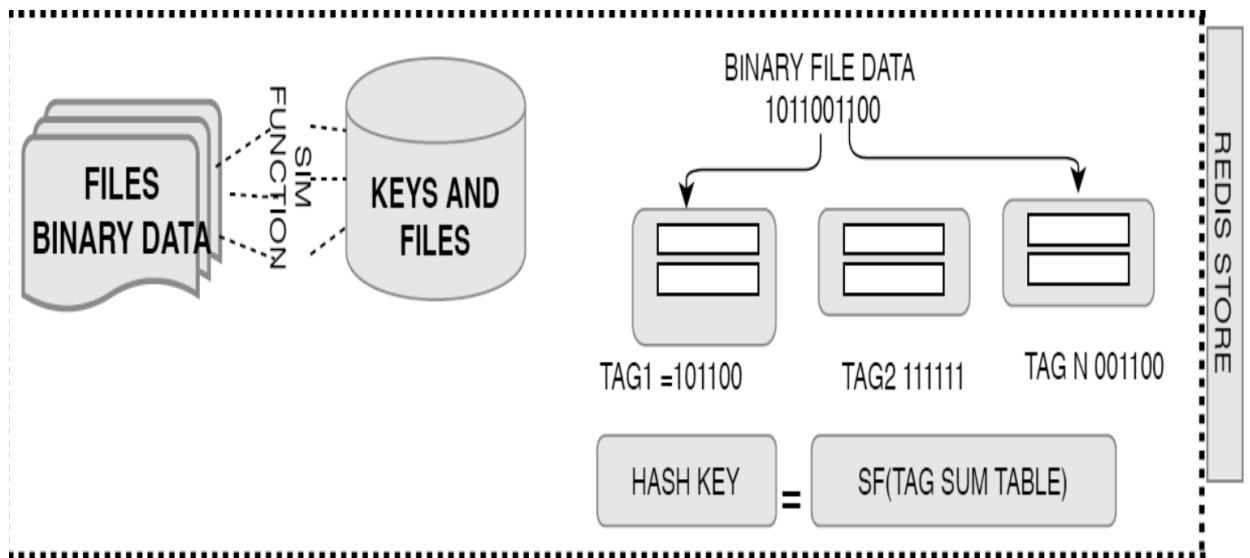 FILES
BINARY DATA
SIM
FUNCTION
KEYS AND
FILES
BINARY FILE DATA
1011001100
TAG1 =101100
TAG2 111111
TAG N 001100
HASH KEY
=
SF(TAG SUM TABLE)
REDIS STORE